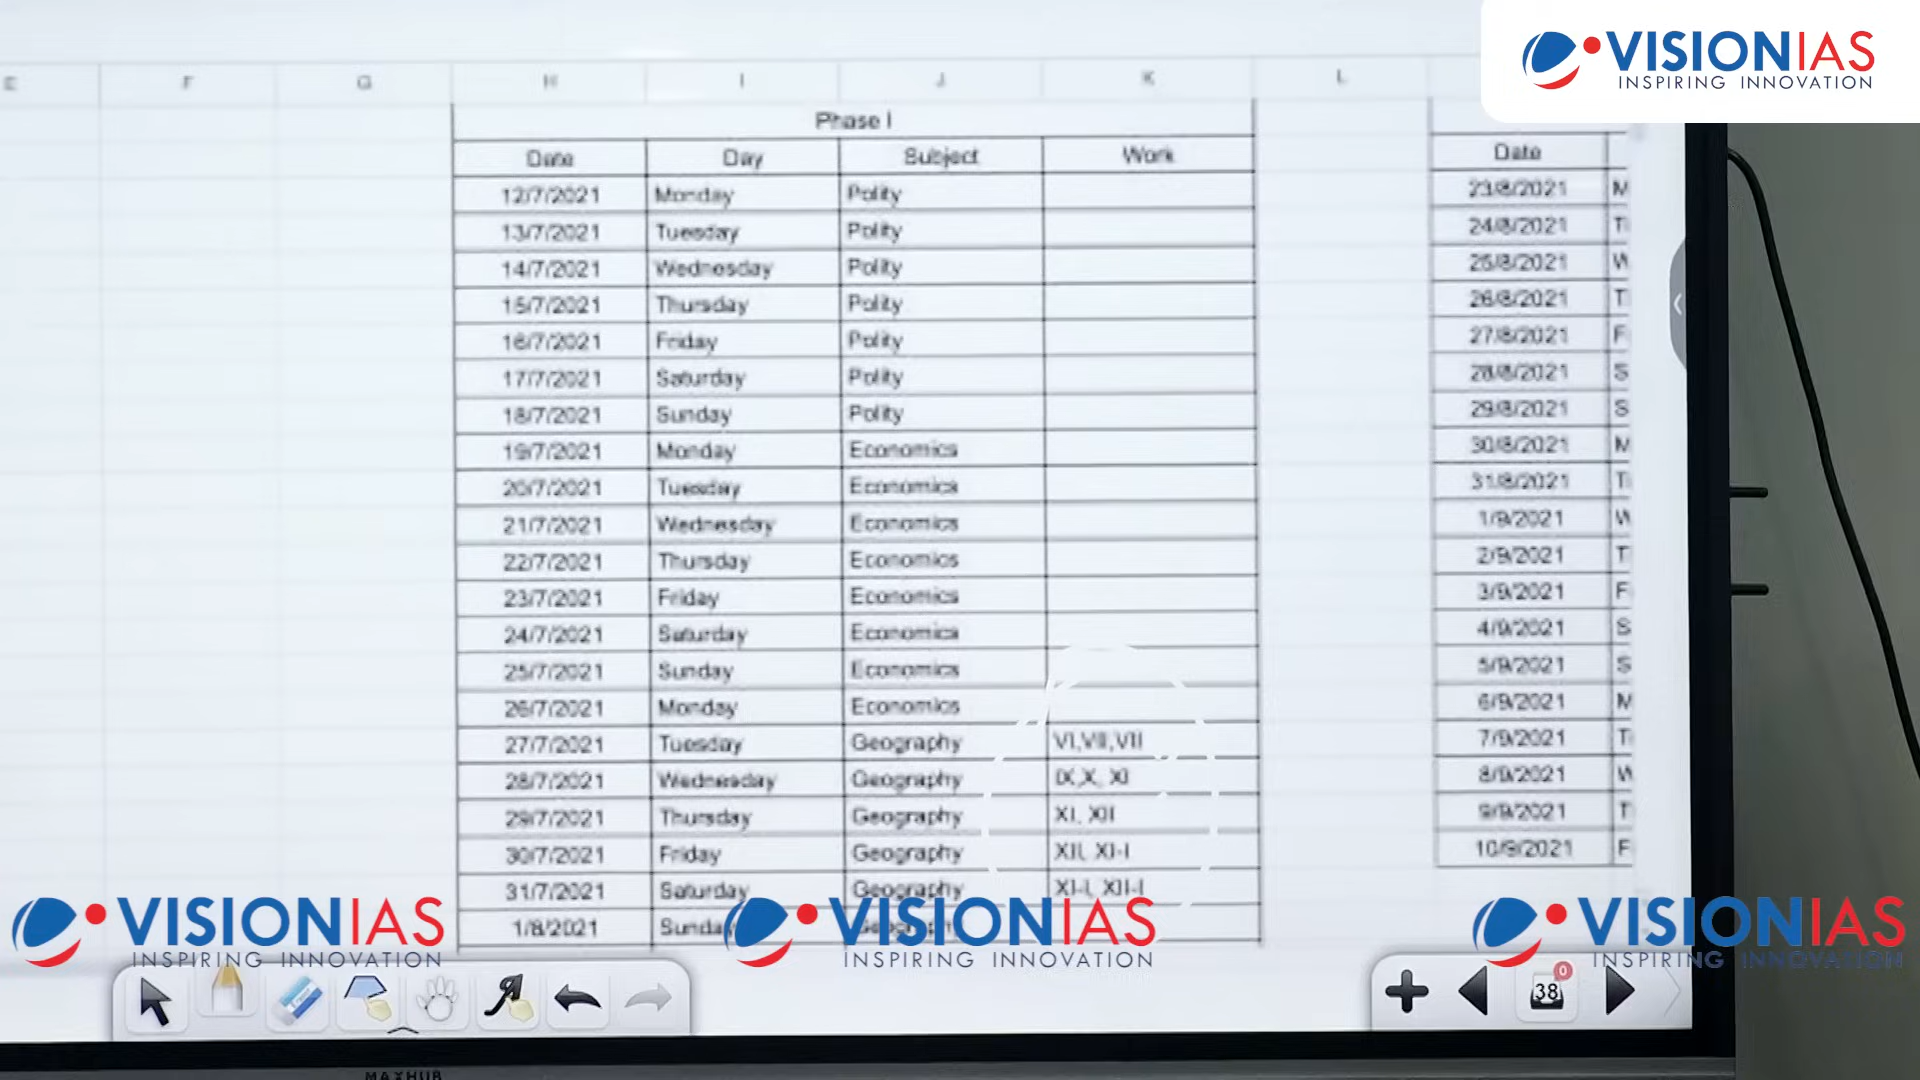 VISIONIAS
INSPIRING INNOVATION
E F G H I J K L
Phase I
Date Day Subject Work
12/7/2021 Monday Polity
13/7/2021 Tuesday Polity
14/7/2021 Wednesday Polity
15/7/2021 Thursday Polity
16/7/2021 Friday Polity
17/7/2021 Saturday Polity
18/7/2021 Sunday Polity
19/7/2021 Monday Economics
20/7/2021 Tuesday Economics
21/7/2021 Wednesday Economics
22/7/2021 Thursday Economics
23/7/2021 Friday Economics
24/7/2021 Saturday Economics
25/7/2021 Sunday Economics
26/7/2021 Monday Economics
27/7/2021 Tuesday Geography VI,VII,VII
28/7/2021 Wednesday Geography IX,X, XI
29/7/2021 Thursday Geography XI, XII
30/7/2021 Friday Geography XII, XI-I
31/7/2021 Saturday Geography XI-I, XII-I
1/8/2021 Sunday Geography
Date
23/8/2021 M
24/8/2021 T
25/8/2021 W
26/8/2021 T
27/8/2021 F
28/8/2021 S
29/8/2021 S
30/8/2021 M
31/8/2021 T
1/9/2021 W
2/9/2021 T
3/9/2021 F
4/9/2021 S
5/9/2021 S
6/9/2021 M
7/9/2021 T
8/9/2021 W
9/9/2021 T
10/9/2021 F
VISIONIAS
INSPIRING INNOVATION
VISIONIAS
INSPIRING INNOVATION
VISIONIAS
INSPIRING INNOVATION
0
38
MAXHUB